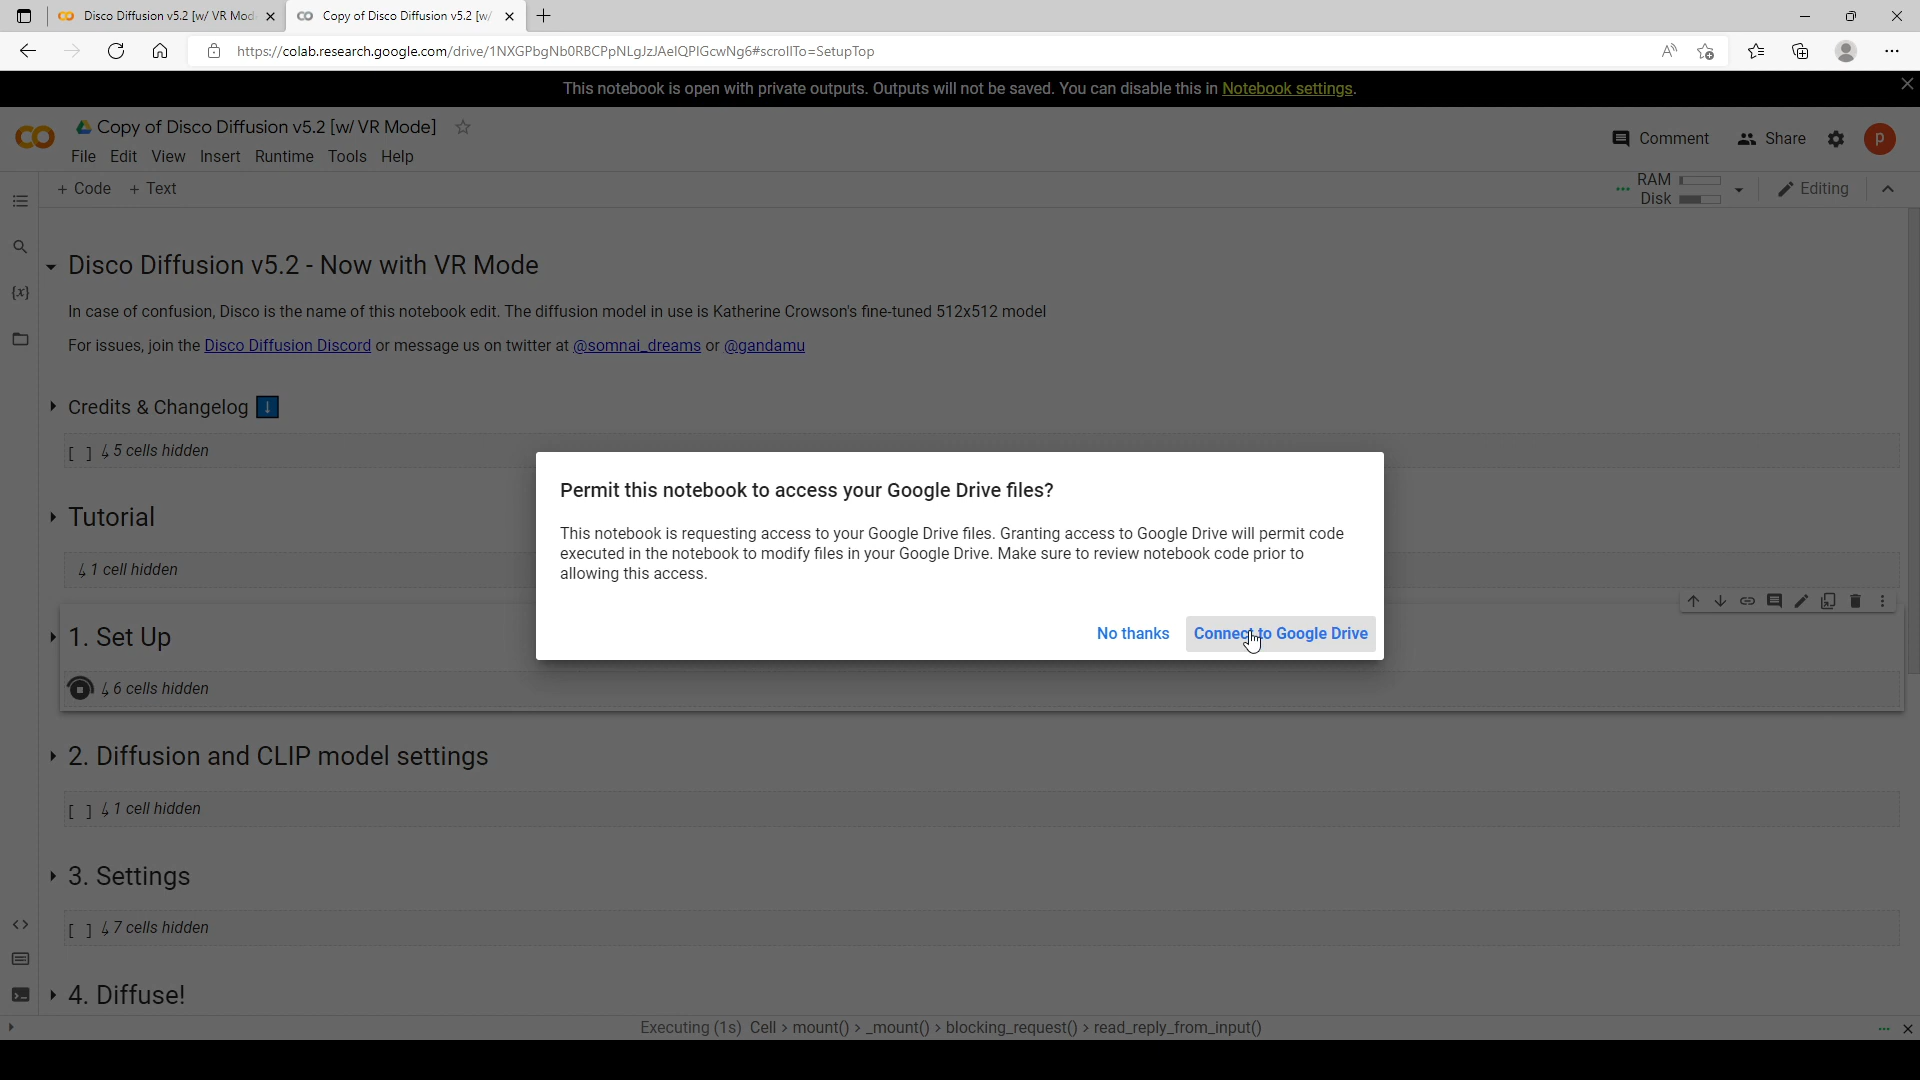 Disco Diffusion v5.2 [w/ VR Mod
Copy of Disco Diffusion v5.2 [w/
https://colab.research.google.com/drive/1NXGPbgNb0RBCPpNLgJzJAelQPIGcwNg6#scrollTo=SetupTop
This notebook is open with private outputs. Outputs will not be saved. You can disable this in Notebook settings.
Copy of Disco Diffusion v5.2 [w/ VR Mode]
File Edit View Insert Runtime Tools Help
Comment Share p
+ Code + Text
RAM
Disk
Editing
Disco Diffusion v5.2 - Now with VR Mode
In case of confusion, Disco is the name of this notebook edit. The diffusion model in use is Katherine Crowson's fine-tuned 512x512 model
For issues, join the Disco Diffusion Discord or message us on twitter at @somnai_dreams or @gandamu
Credits & Changelog
[ ] ↳ 5 cells hidden
Tutorial
↳ 1 cell hidden
Permit this notebook to access your Google Drive files?
This notebook is requesting access to your Google Drive files. Granting access to Google Drive will permit code
executed in the notebook to modify files in your Google Drive. Make sure to review notebook code prior to
allowing this access.
No thanks Connect to Google Drive
1. Set Up
↳ 6 cells hidden
2. Diffusion and CLIP model settings
[ ] ↳ 1 cell hidden
3. Settings
[ ] ↳ 7 cells hidden
4. Diffuse!
Executing (1s) Cell > mount() > _mount() > blocking_request() > read_reply_from_input()